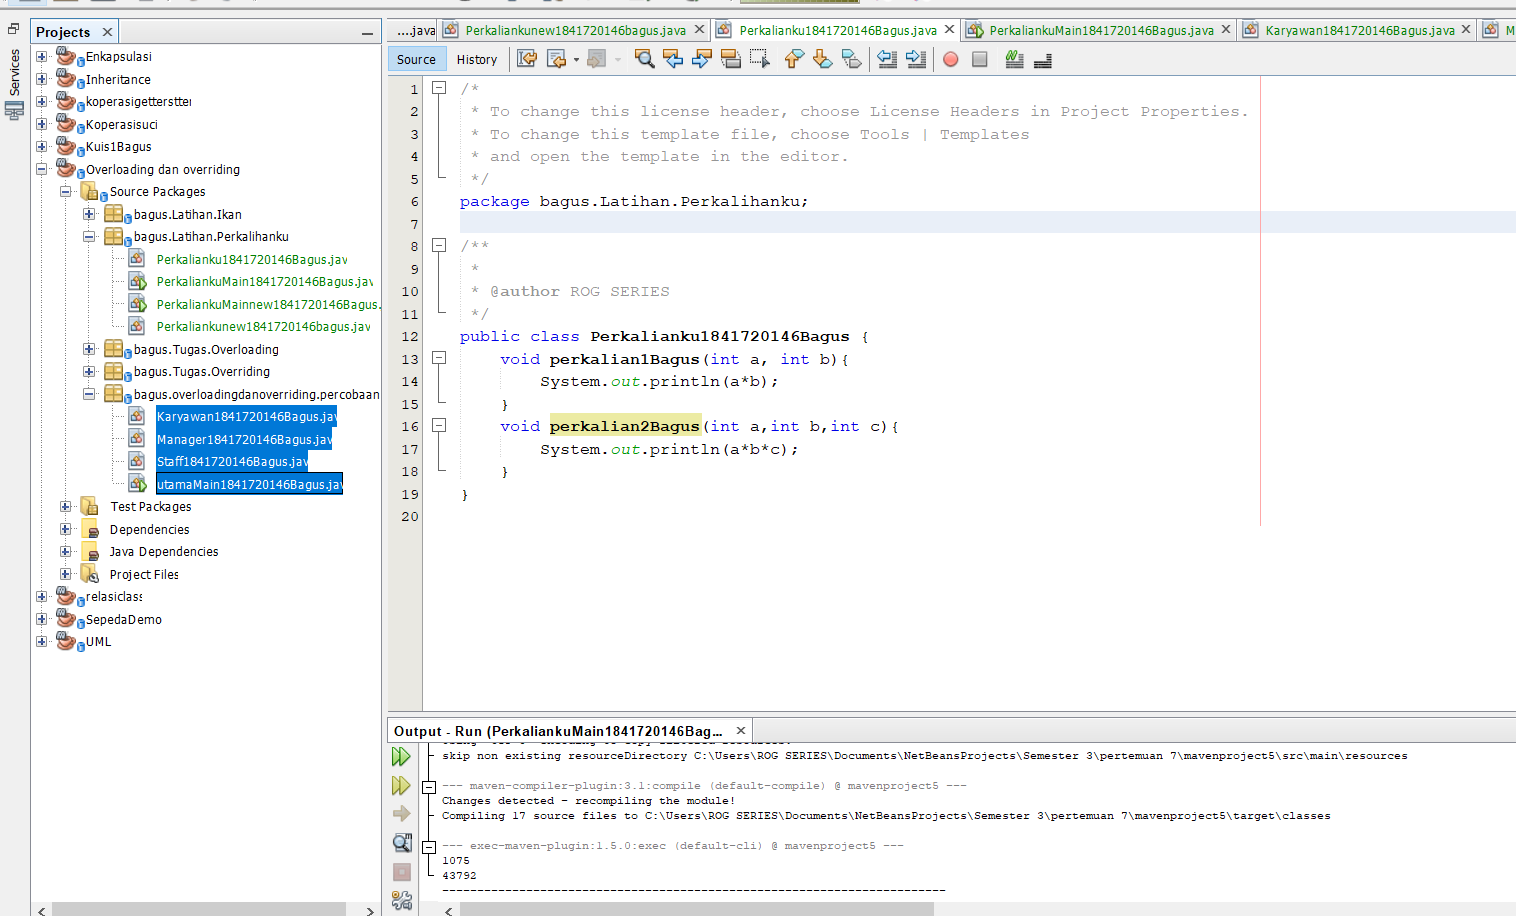 Services
Projects
Enkapsulasi
Inheritance
koperasigetterstter
Koperasisuci
Kuis1Bagus
Overloading dan overriding
Source Packages
bagus.Latihan.Ikan
bagus.Latihan.Perkalihanku
Perkalianku1841720146Bagus.jav
PerkaliankuMain1841720146Bagus.jav
PerkaliankuMainnew1841720146Bagus.
Perkaliankunew1841720146bagus.jav
bagus.Tugas.Overloading
bagus.Tugas.Overriding
bagus.overloadingdanoverriding.percobaan
Karyawan1841720146Bagus.jav
Manager1841720146Bagus.jav
Staff1841720146Bagus.jav
utamaMain1841720146Bagus.jav
Test Packages
Dependencies
Java Dependencies
Project Files
relasiclass
SepedaDemo
UML
....java Perkaliankunew1841720146bagus.java Perkalianku1841720146Bagus.java PerkaliankuMain1841720146Bagus.java Karyawan1841720146Bagus.java M
Source History
1 /*
2 * To change this license header, choose License Headers in Project Properties.
3 * To change this template file, choose Tools | Templates
4 * and open the template in the editor.
5 */
6 package bagus.Latihan.Perkalihanku;
7
8 /**
9 *
10 * @author ROG SERIES
11 */
12 public class Perkalianku1841720146Bagus {
13 void perkalian1Bagus(int a, int b){
14 System.out.println(a*b);
15 }
16 void perkalian2Bagus(int a,int b,int c){
17 System.out.println(a*b*c);
18 }
19 }
20
Output - Run (PerkaliankuMain1841720146Bag...
skip non existing resourceDirectory C:\Users\ROG SERIES\Documents\NetBeansProjects\Semester 3\pertemuan 7\mavenproject5\src\main\resources
--- maven-compiler-plugin:3.1:compile (default-compile) @ mavenproject5 ---
Changes detected - recompiling the module!
Compiling 17 source files to C:\Users\ROG SERIES\Documents\NetBeansProjects\Semester 3\pertemuan 7\mavenproject5\target\classes
--- exec-maven-plugin:1.5.0:exec (default-cli) @ mavenproject5 ---
1075
43792
------------------------------------------------------------------------